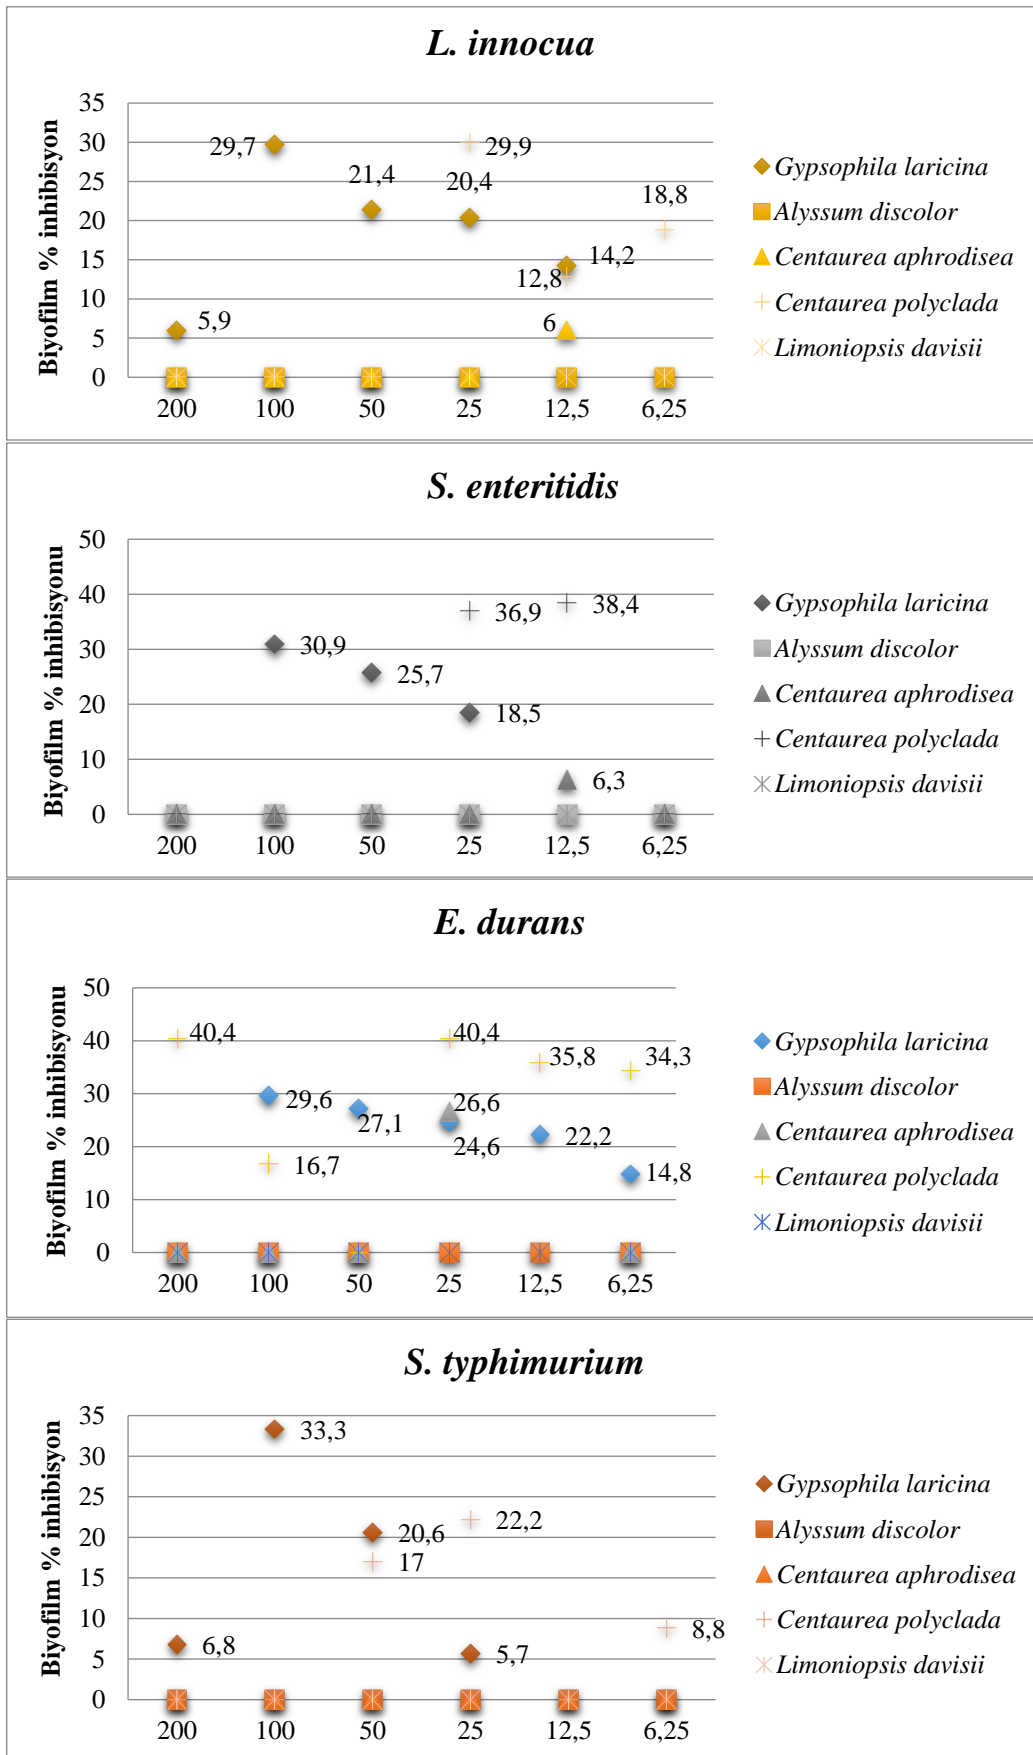 L. innocua
Biyofilm % inhibisyon
35
30
25
20
15
10
5
0
5,9
29,7
21,4
20,4
29,9
14,2
12,8
6
18,8
200 100 50 25 12,5 6,25
Gypsophila laricina
Alyssum discolor
Centaurea aphrodisea
Centaurea polyclada
Limoniopsis davisii
S. enteritidis
Biyofilm % inhibisyonu
50
40
30
20
10
0
30,9
25,7
18,5
36,9
38,4
6,3
200 100 50 25 12,5 6,25
Gypsophila laricina
Alyssum discolor
Centaurea aphrodisea
Centaurea polyclada
Limoniopsis davisii
E. durans
Biyofilm % inhibisyonu
50
40
30
20
10
0
40,4
29,6
16,7
27,1
40,4
26,6
24,6
35,8
22,2
34,3
14,8
200 100 50 25 12,5 6,25
Gypsophila laricina
Alyssum discolor
Centaurea aphrodisea
Centaurea polyclada
Limoniopsis davisii
S. typhimurium
Biyofilm % inhibisyon
35
30
25
20
15
10
5
0
6,8
33,3
20,6
17
22,2
5,7
8,8
200 100 50 25 12,5 6,25
Gypsophila laricina
Alyssum discolor
Centaurea aphrodisea
Centaurea polyclada
Limoniopsis davisii